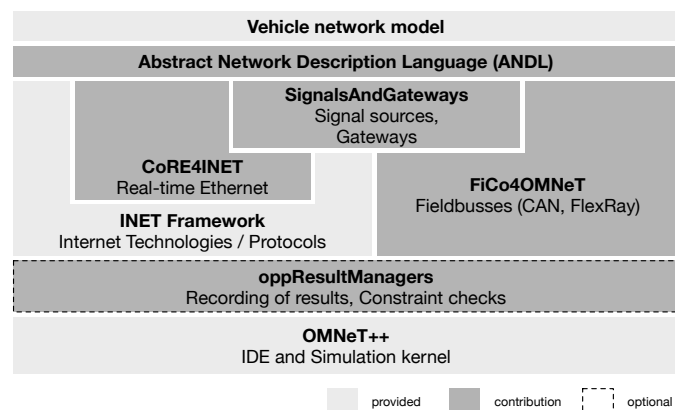 Vehicle network model
Abstract Network Description Language (ANDL)
SignalsAndGateways
Signal sources,
Gateways
CoRE4INET
Real-time Ethernet
FiCo4OMNeT
Fieldbusses (CAN, FlexRay)
INET Framework
Internet Technologies / Protocols
oppResultManagers
Recording of results, Constraint checks
OMNeT++
IDE and Simulation kernel
provided
contribution
optional